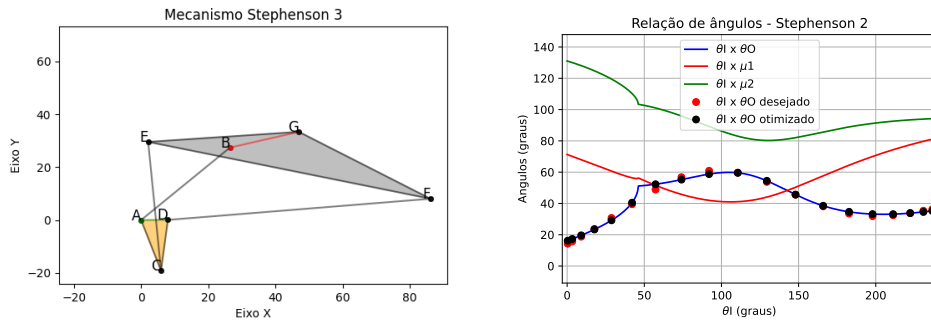 Mecanismo Stephenson 3
60
40
20
0
−20
Eixo Y
E
G
B
F
A
D
C
−20
0
20
40
60
80
Eixo X
Relação de ângulos - Stephenson 2
140
120
100
80
60
40
20
0
Angulos (graus)
θI x θO
θI x μ1
θI x μ2
θI x θO desejado
θI x θO otimizado
0
50
100
150
200
θI (graus)